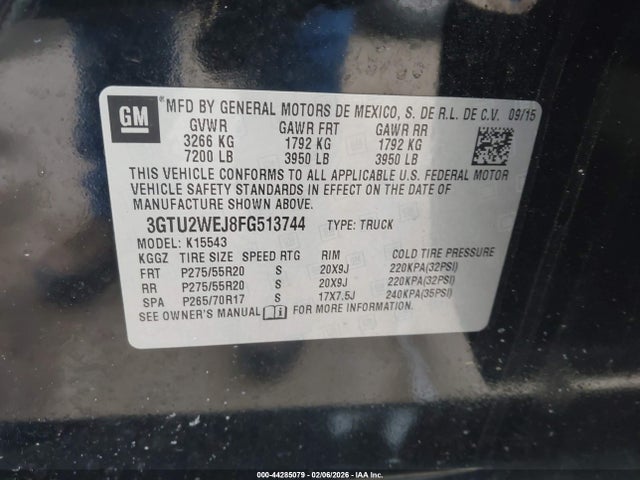 GM
MFD BY GENERAL MOTORS DE MEXICO, S. DE R.L. DE C.V. 09/15
GVWR GAWR FRT GAWR RR
3266 KG 1792 KG 1792 KG
7200 LB 3950 LB 3950 LB
THIS VEHICLE CONFORMS TO ALL APPLICABLE U.S. FEDERAL MOTOR
VEHICLE SAFETY STANDARDS IN EFFECT ON THE DATE OF
MANUFACTURE SHOWN ABOVE.
3GTU2WEJ8FG513744 TYPE: TRUCK
MODEL: K15543
KGGZ TIRE SIZE SPEED RTG RIM COLD TIRE PRESSURE
FRT P275/55R20 S 20X9J 220KPA(32PSI)
RR P275/55R20 S 20X9J 220KPA(32PSI)
SPA P265/70R17 S 17X7.5J 240KPA(35PSI)
SEE OWNER'S MANUAL FOR MORE INFORMATION.
000-44285079 - 02/06/2026 - IAA Inc.